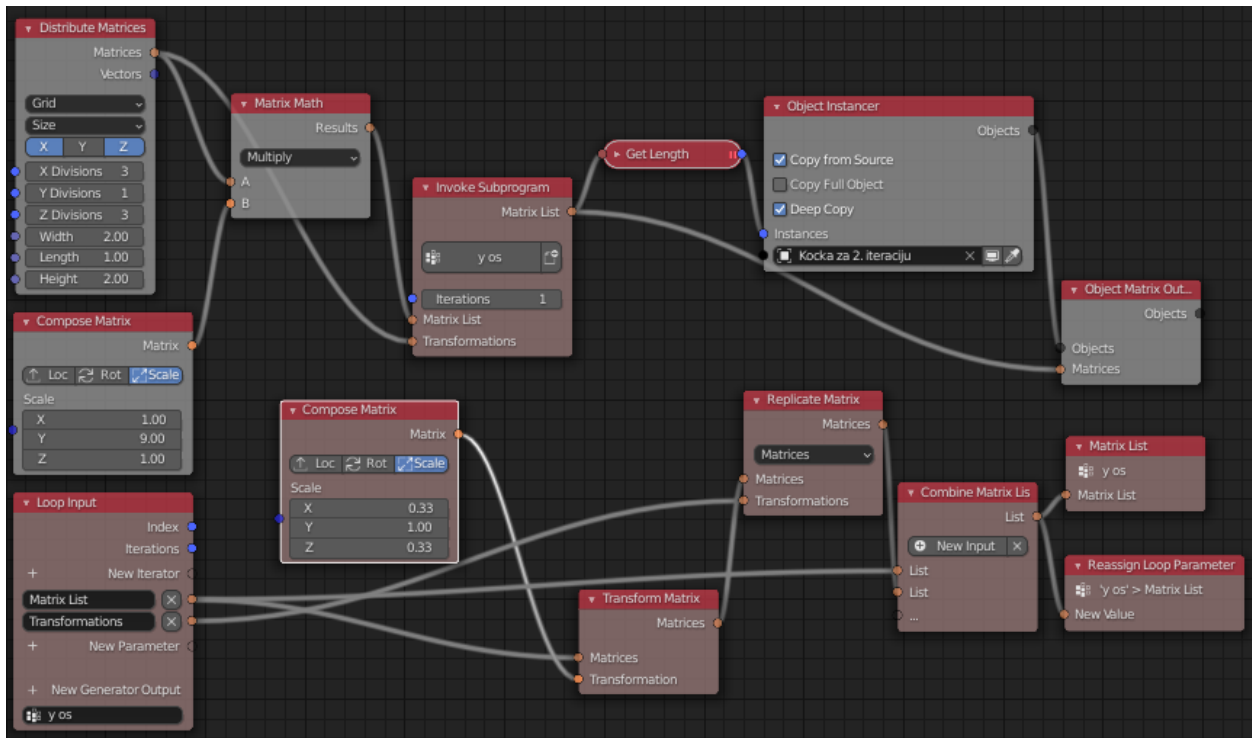 Distribute Matrices
Matrices
Vectors
Grid
Size
X Y Z
X Divisions 3
Y Divisions 1
Z Divisions 3
Width 2.00
Length 1.00
Height 2.00
Matrix Math
Results
Multiply
A
B
Compose Matrix
Matrix
Loc Rot Scale
Scale
X 1.00
Y 9.00
Z 1.00
Invoke Subprogram
Matrix List
y os
Iterations 1
Matrix List
Transformations
Get Length
Object Instancer
Objects
Copy from Source
Copy Full Object
Deep Copy
Instances
Kocka za 2. iteraciju
Object Matrix Out...
Objects
Objects
Matrices
Compose Matrix
Matrix
Loc Rot Scale
Scale
X 0.33
Y 1.00
Z 0.33
Loop Input
Index
Iterations
New Iterator
Matrix List
Transformations
New Parameter
New Generator Output
y os
Transform Matrix
Matrices
Matrices
Transformation
Replicate Matrix
Matrices
Matrices
Matrices
Transformations
Combine Matrix Lis
List
New Input
List
List
...
Matrix List
y os
Matrix List
Reassign Loop Parameter
'y os' > Matrix List
New Value